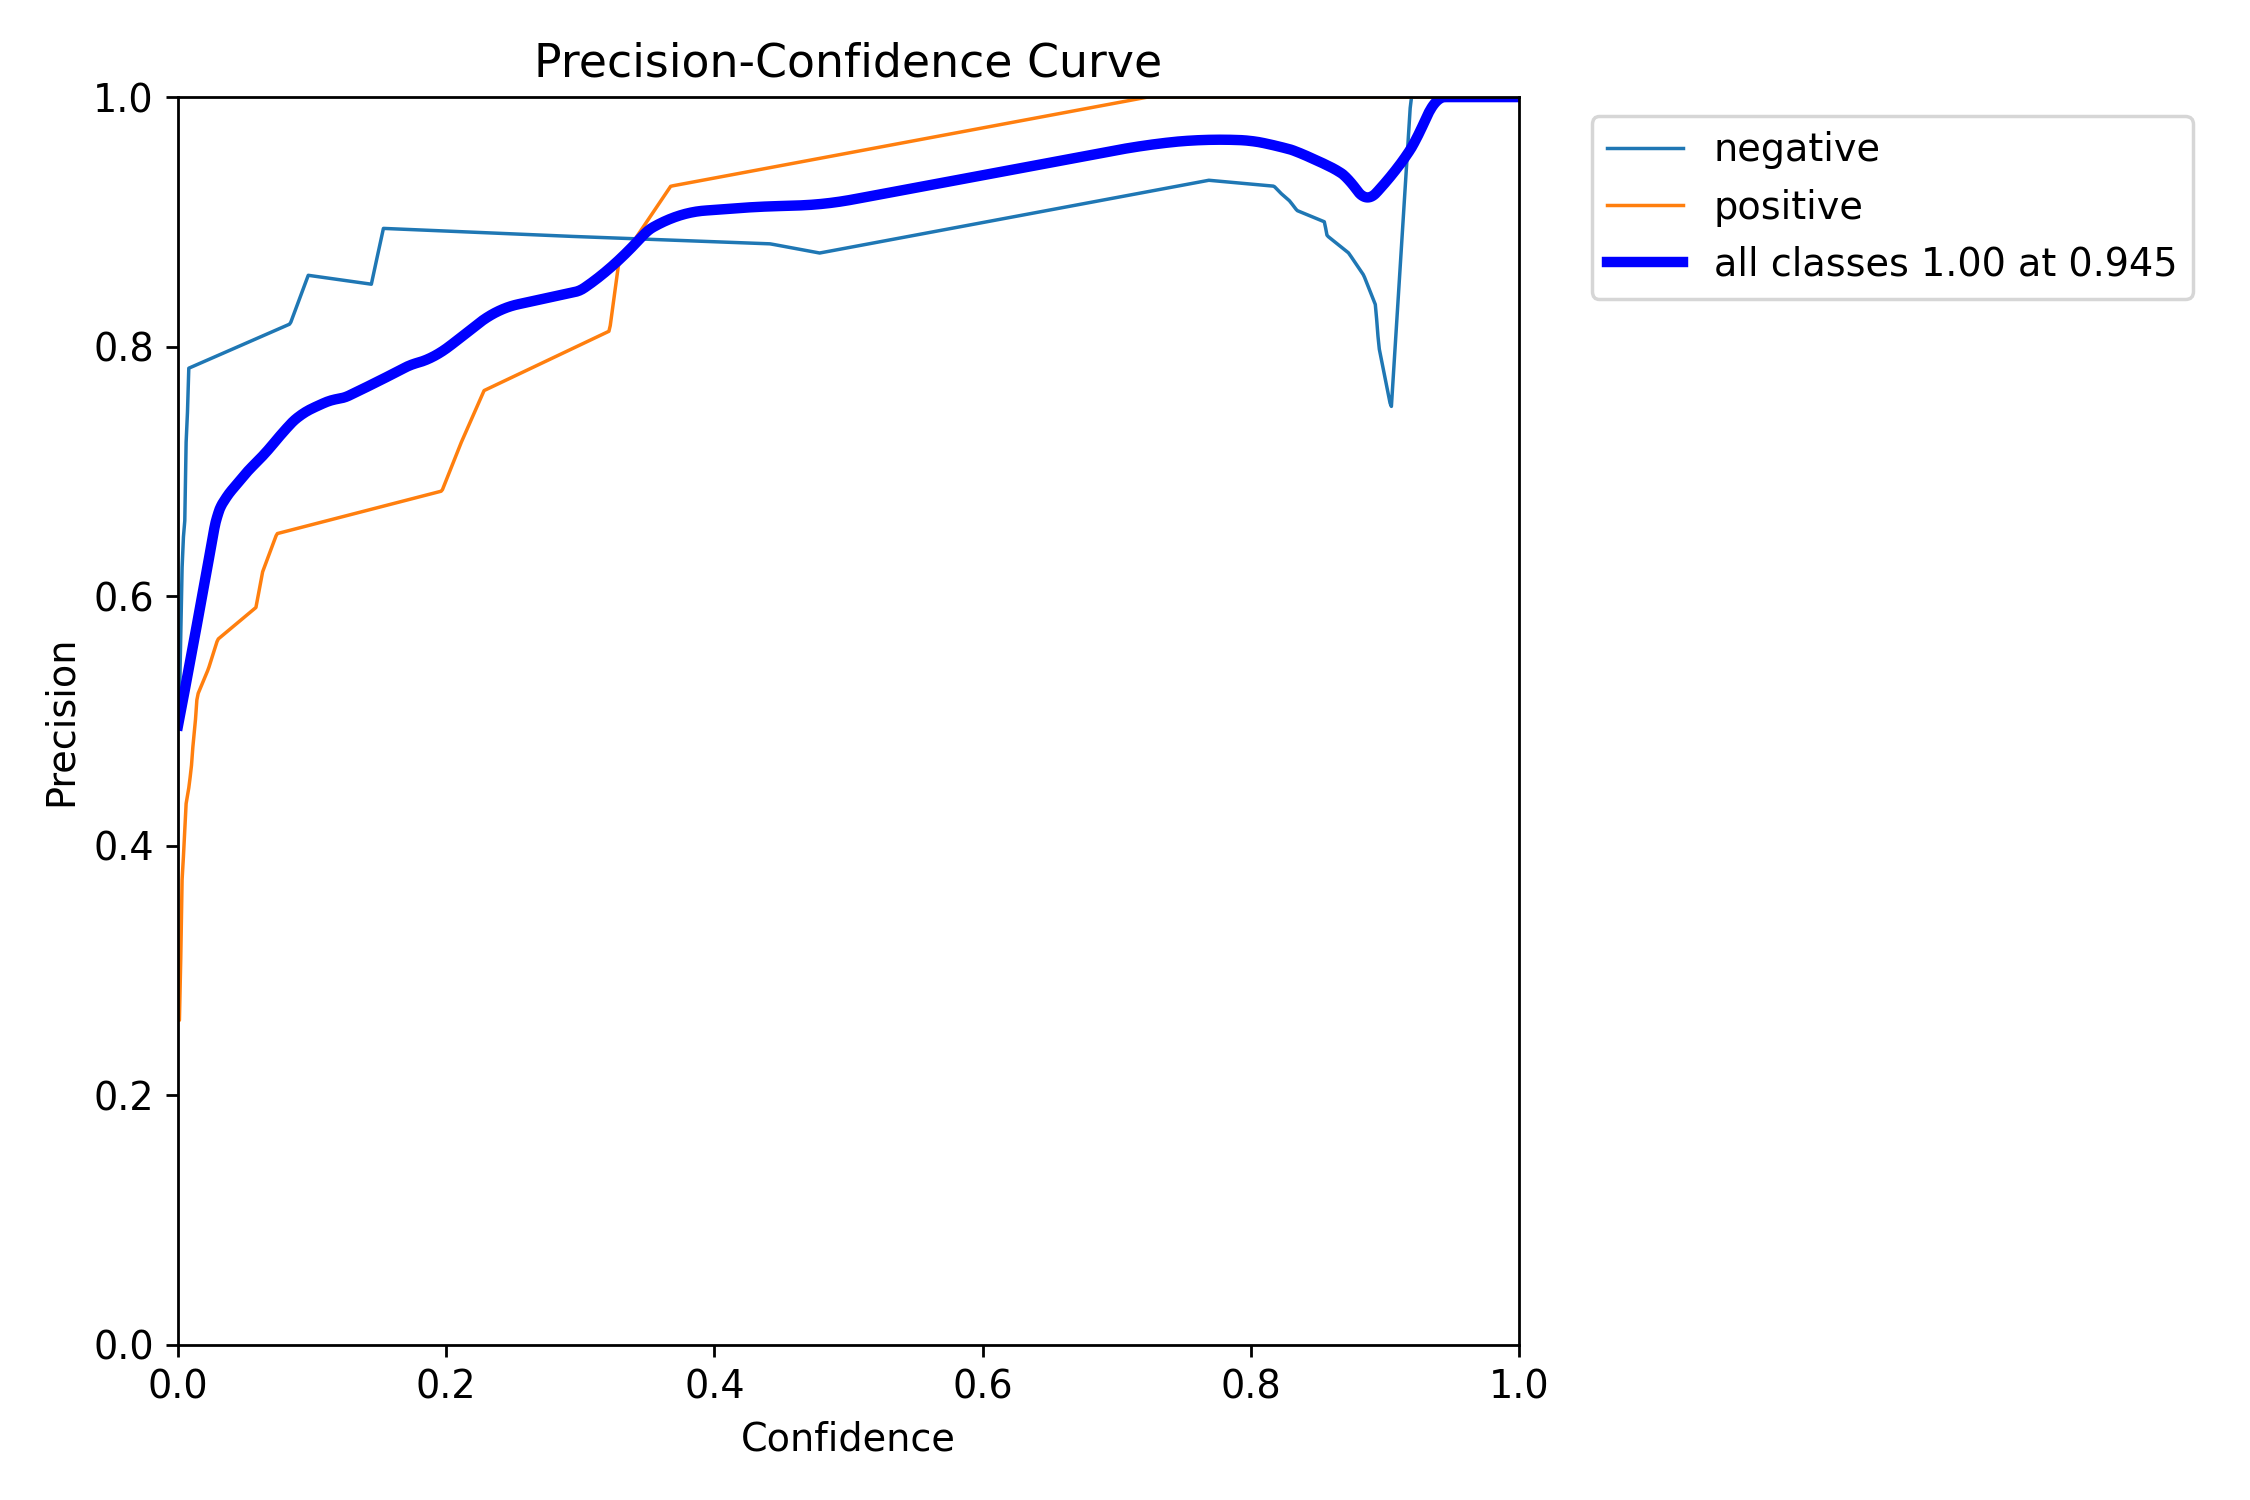 Precision-Confidence Curve
1.0
0.8
0.6
0.4
0.2
0.0
Precision
0.0 0.2 0.4 0.6 0.8 1.0
Confidence
negative
positive
all classes 1.00 at 0.945